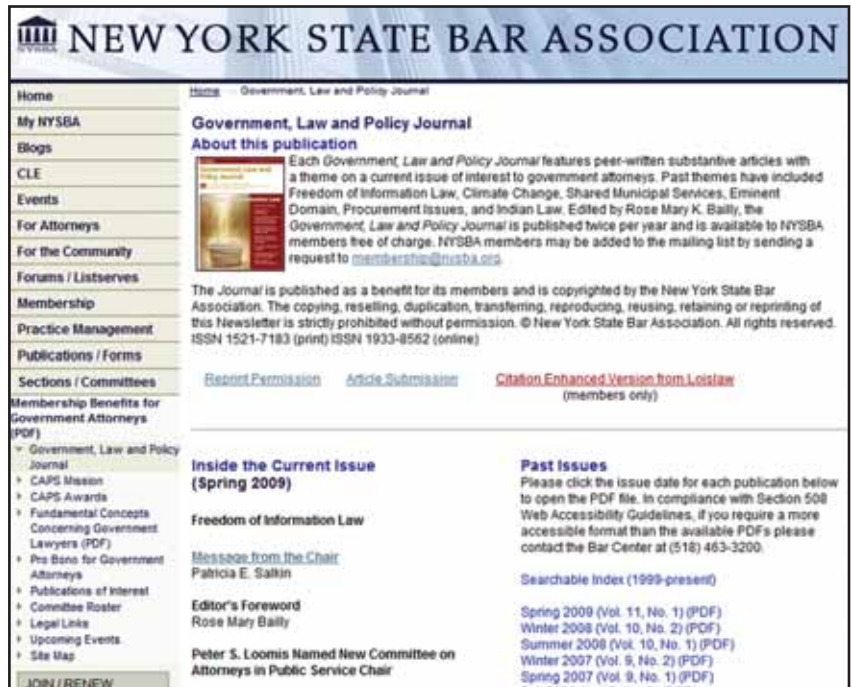 NYSBA
NEW YORK STATE BAR ASSOCIATION
Home
My NYSBA
Blogs
CLE
Events
For Attorneys
For the Community
Forums / Listserves
Membership
Practice Management
Publications / Forms
Sections / Committees
Membership Benefits for
Government Attorneys
(PDF)
Government, Law and Policy
Journal
CAPS Mission
CAPS Awards
Fundamental Concepts
Concerning Government
Lawyers (PDF)
Pro Bono for Government
Attorneys
Publications of Interest
Committee Roster
Legal Links
Upcoming Events
Site Map
JOIN / RENEW
Home Government, Law and Policy Journal
Government, Law and Policy Journal
About this publication
Government, Law and
Policy Journal
Each Government, Law and Policy Journal features peer-written substantive articles with
a theme on a current issue of interest to government attorneys. Past themes have included
Freedom of Information Law, Climate Change, Shared Municipal Services, Eminent
Domain, Procurement Issues, and Indian Law. Edited by Rose Mary K. Bailly, the
Government, Law and Policy Journal is published twice per year and is available to NYSBA
members free of charge. NYSBA members may be added to the mailing list by sending a
request to membership@nysba.org.
The Journal is published as a benefit for its members and is copyrighted by the New York State Bar
Association. The copying, reselling, duplication, transferring, reproducing, reusing, retaining or reprinting of
this Newsletter is strictly prohibited without permission. © New York State Bar Association. All rights reserved.
ISSN 1521-7183 (print) ISSN 1933-8562 (online)
Reprint Permission Article Submission Citation Enhanced Version from Loislaw
(members only)
Inside the Current Issue
(Spring 2009)
Freedom of Information Law
Message from the Chair
Patricia E. Salkin
Editor's Foreword
Rose Mary Bailly
Peter S. Loomis Named New Committee on
Attorneys in Public Service Chair
Past Issues
Please click the issue date for each publication below
to open the PDF file. In compliance with Section 508
Web Accessibility Guidelines, if you require a more
accessible format than the available PDFs please
contact the Bar Center at (518) 463-3200.
Searchable Index (1999-present)
Spring 2009 (Vol. 11, No. 1) (PDF)
Winter 2008 (Vol. 10, No. 2) (PDF)
Summer 2008 (Vol. 10, No. 1) (PDF)
Winter 2007 (Vol. 9, No. 2) (PDF)
Spring 2007 (Vol. 9, No. 1) (PDF)